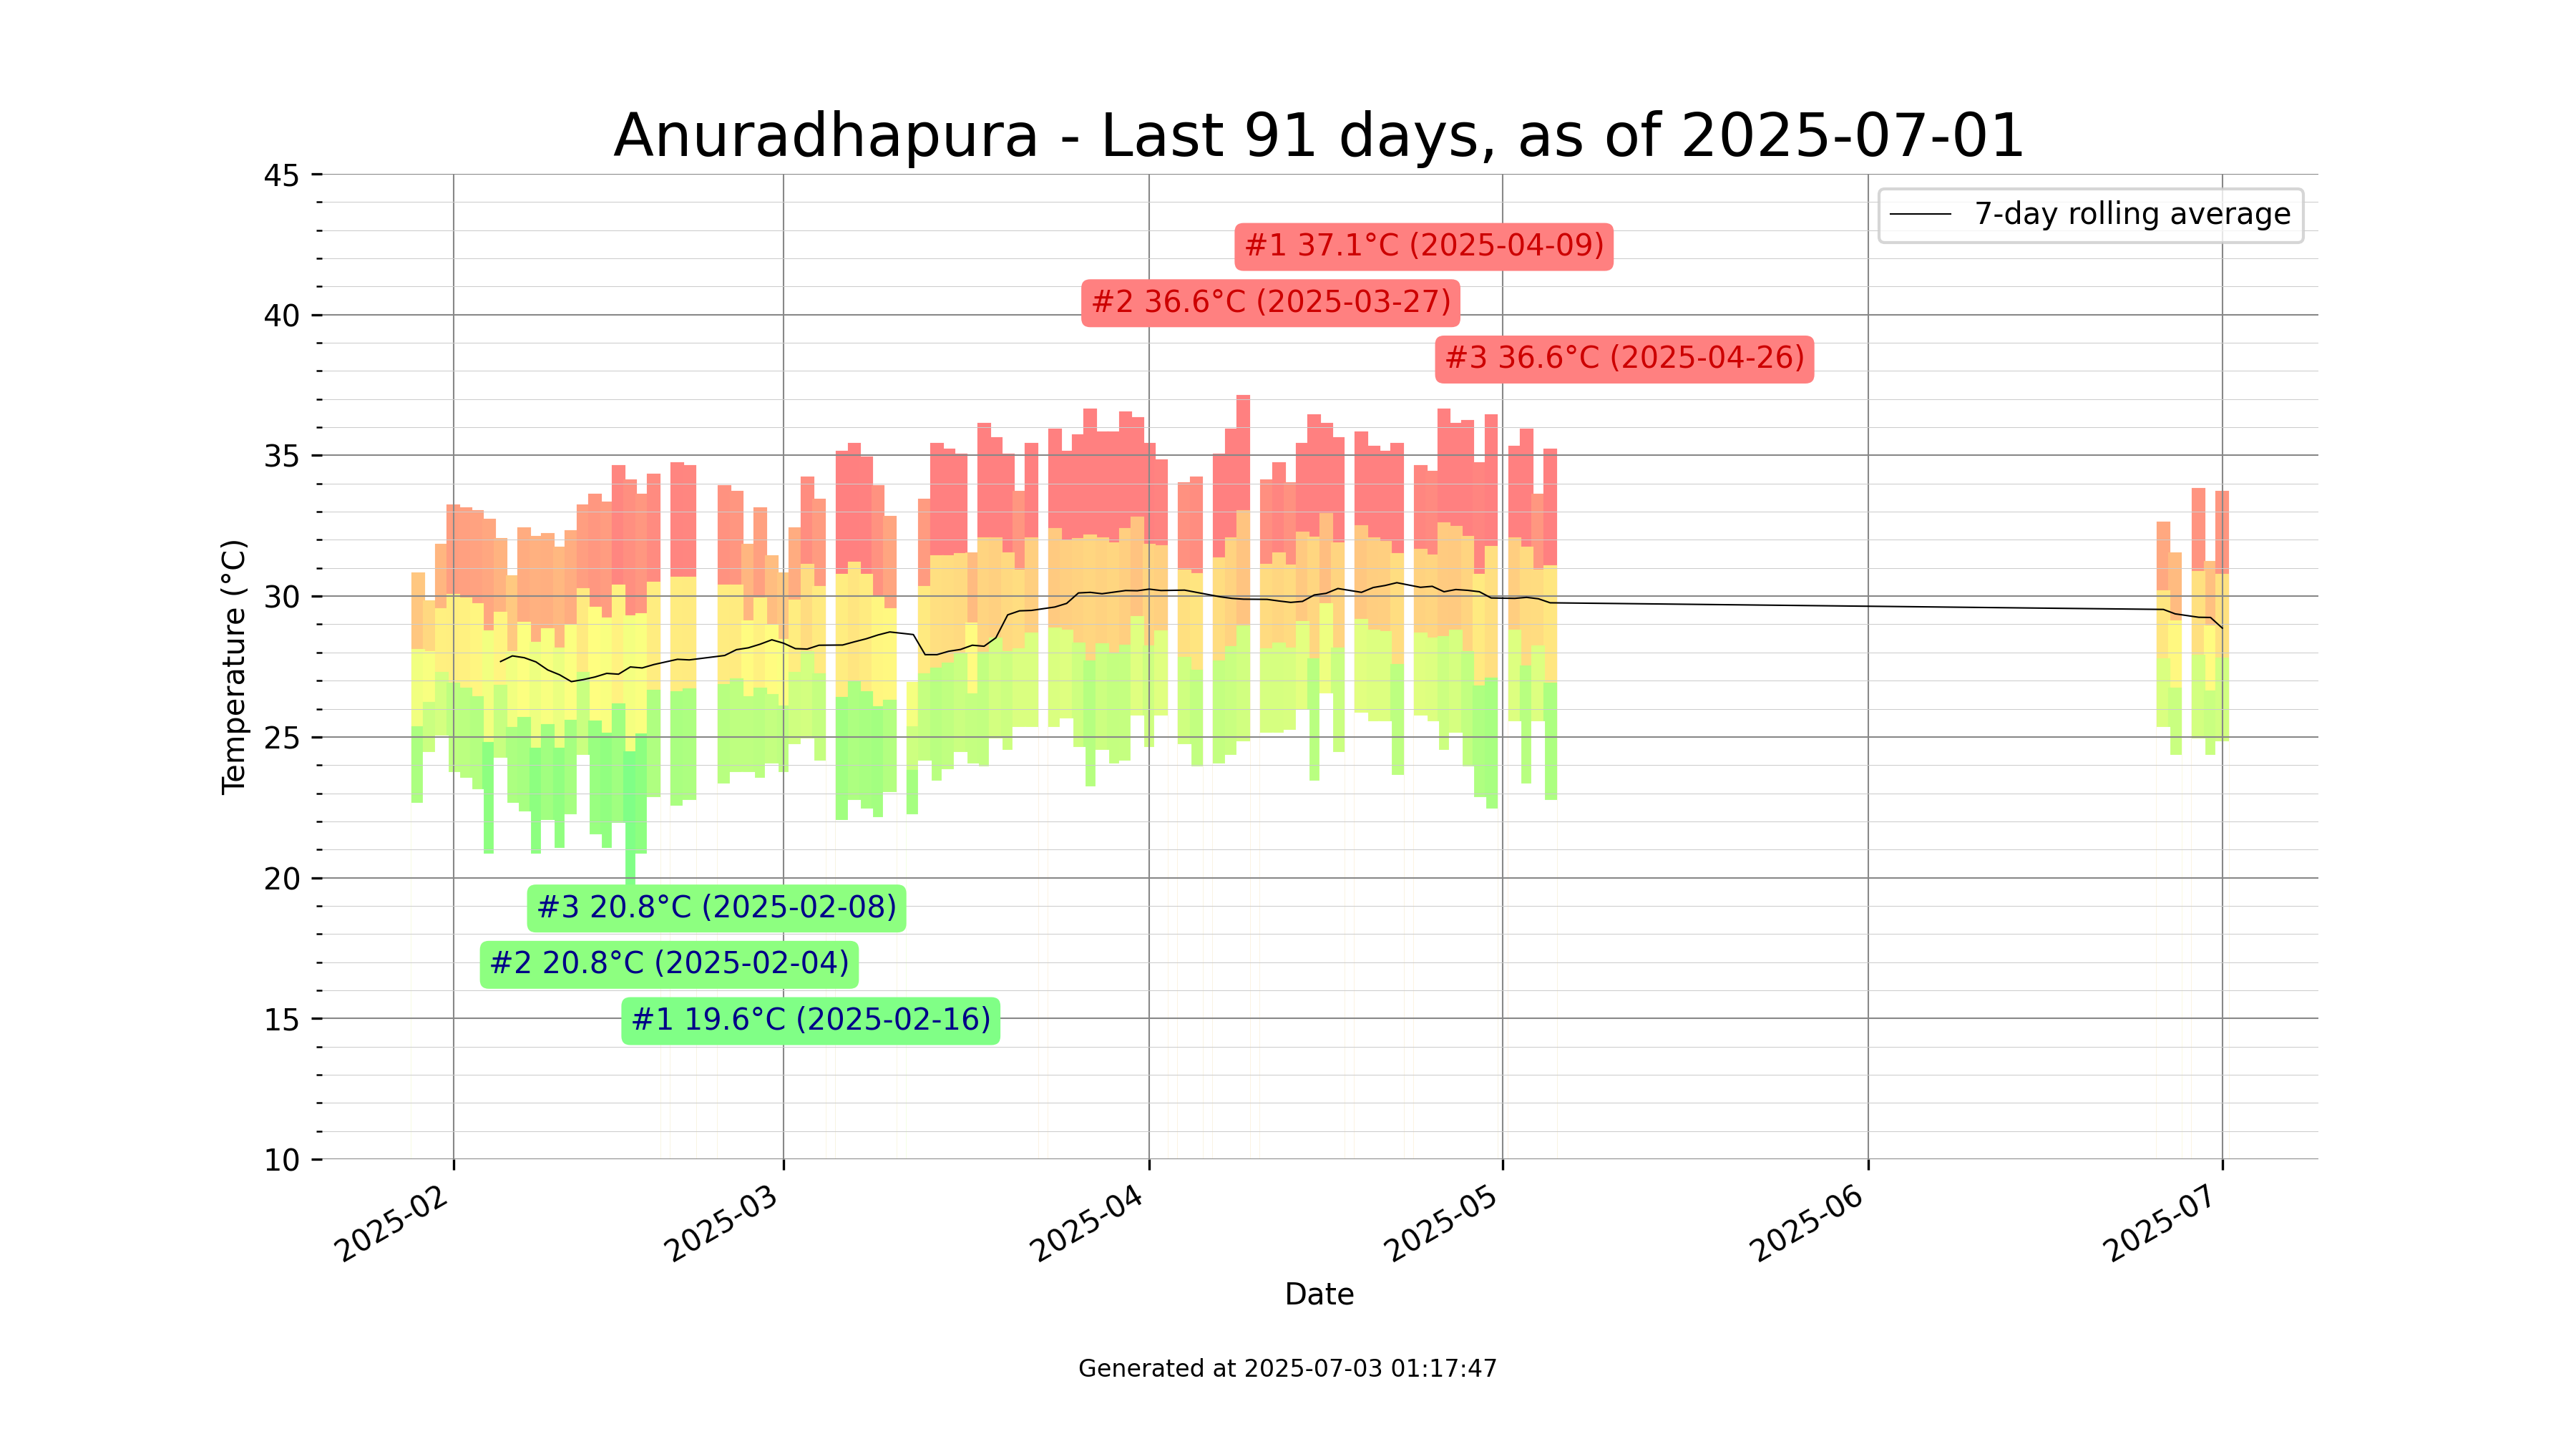 Anuradhapura - Last 91 days, as of 2025-07-01
45
40
35
30
25
20
15
10
Temperature (°C)
7-day rolling average
#1 37.1°C (2025-04-09)
#2 36.6°C (2025-03-27)
#3 36.6°C (2025-04-26)
#3 20.8°C (2025-02-08)
#2 20.8°C (2025-02-04)
#1 19.6°C (2025-02-16)
2025-02
2025-03
2025-04
2025-05
2025-06
2025-07
Date
Generated at 2025-07-03 01:17:47